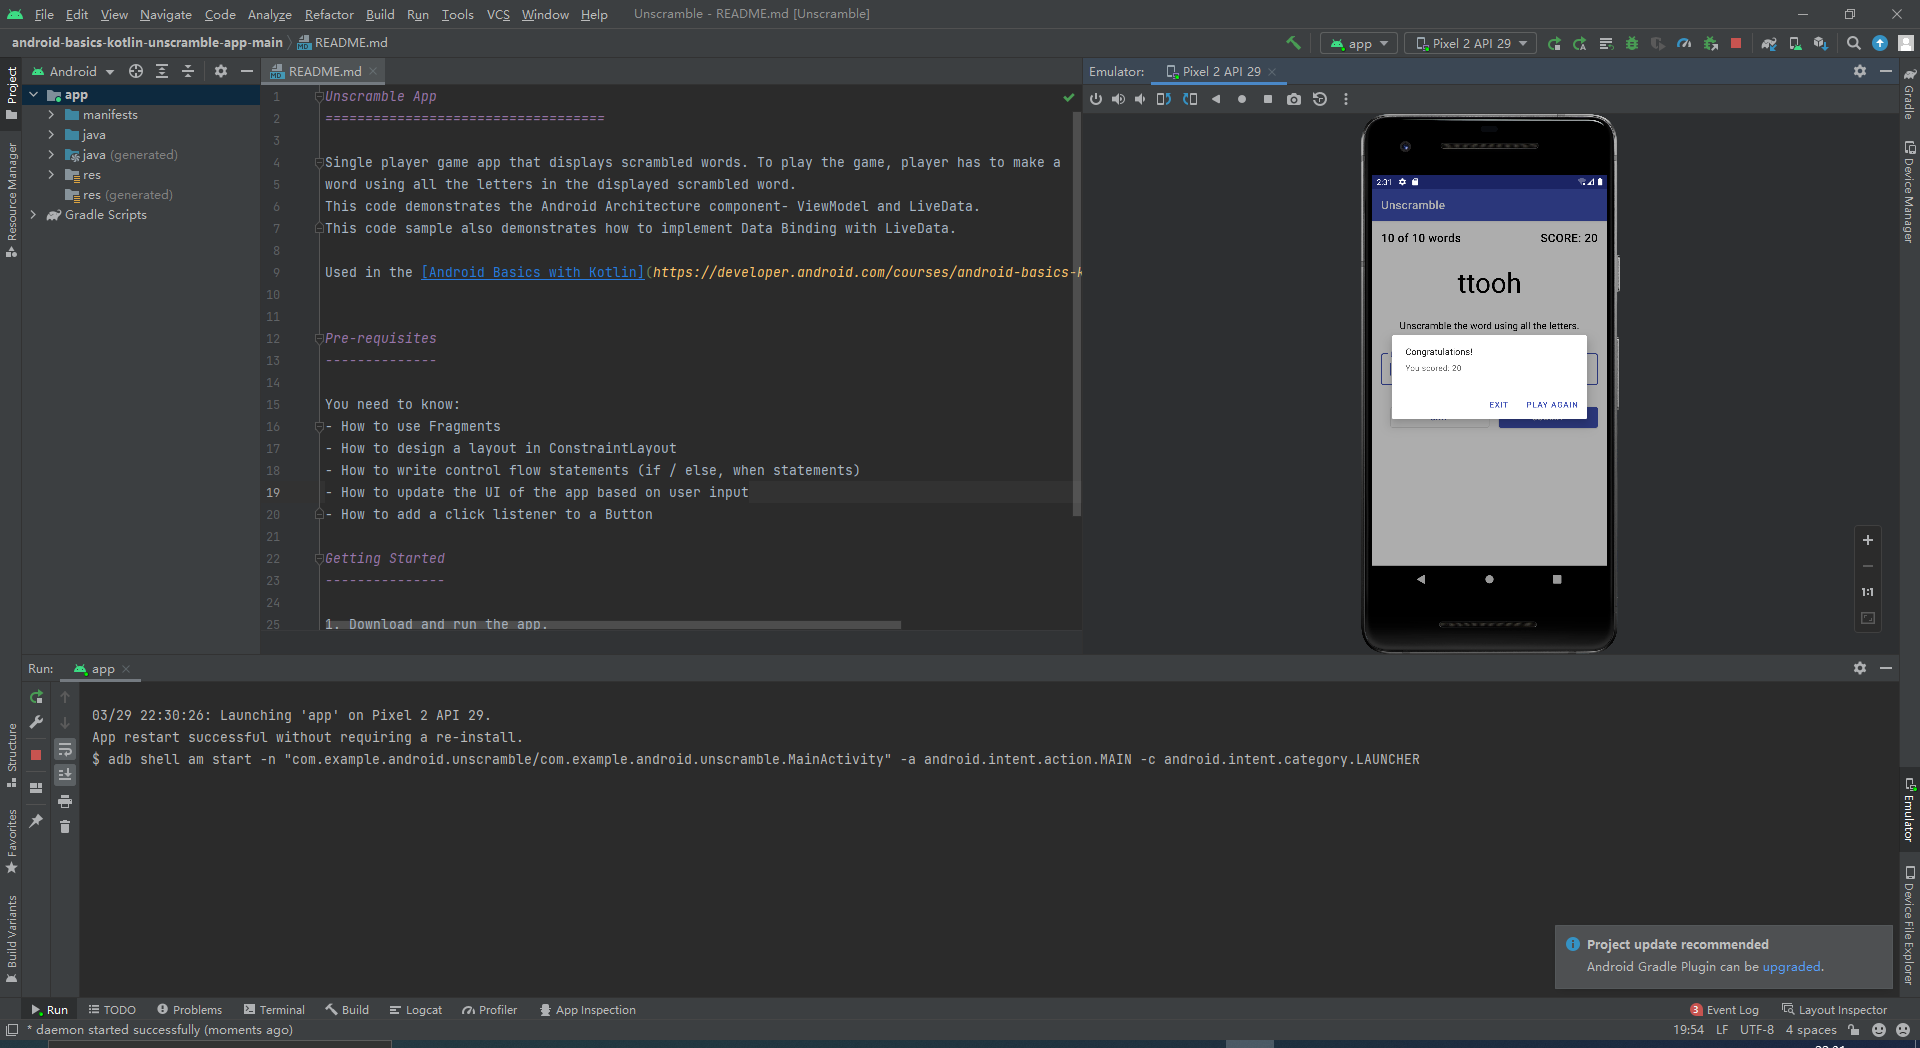 File Edit View Navigate Code Analyze Refactor Build Run Tools VCS Window Help Unscramble - README.md [Unscramble]
android-basics-kotlin-unscramble-app-main README.md
app Pixel 2 API 29
Project
Resource Manager
Structure
Favorites
Build Variants
Android
app
manifests
java
java (generated)
res
res (generated)
Gradle Scripts
README.md
1 Unscramble App
2 ===================================
3
4 Single player game app that displays scrambled words. To play the game, player has to make a
5 word using all the letters in the displayed scrambled word.
6 This code demonstrates the Android Architecture component- ViewModel and LiveData.
7 This code sample also demonstrates how to implement Data Binding with LiveData.
8
9 Used in the [Android Basics with Kotlin](https://developer.android.com/courses/android-basics-k
10
11
12 Pre-requisites
13 --------------
14
15 You need to know:
16 - How to use Fragments
17 - How to design a layout in ConstraintLayout
18 - How to write control flow statements (if / else, when statements)
19 - How to update the UI of the app based on user input
20 - How to add a click listener to a Button
21
22 Getting Started
23 ---------------
24
25 1. Download and run the app.
Emulator: Pixel 2 API 29
2:31
Unscramble
10 of 10 words SCORE: 20
ttooh
Unscramble the word using all the letters.
Congratulations!
You scored: 20
EXIT PLAY AGAIN
1:1
Gradle
Device Manager
Emulator
Device File Explorer
Run: app
03/29 22:30:26: Launching 'app' on Pixel 2 API 29.
App restart successful without requiring a re-install.
$ adb shell am start -n "com.example.android.unscramble/com.example.android.unscramble.MainActivity" -a android.intent.action.MAIN -c android.intent.category.LAUNCHER
Project update recommended
Android Gradle Plugin can be upgraded.
Run TODO Problems Terminal Build Logcat Profiler App Inspection 3 Event Log Layout Inspector
* daemon started successfully (moments ago) 19:54 LF UTF-8 4 spaces